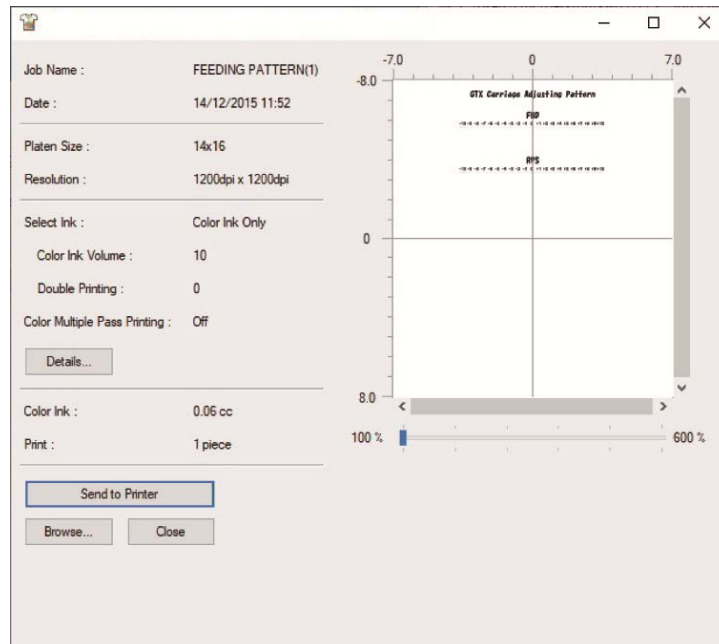 Job Name : FEEDING PATTERN(1)
Date : 14/12/2015 11:52
Platen Size : 14x16
Resolution : 1200dpi x 1200dpi
Select Ink : Color Ink Only
Color Ink Volume : 10
Double Printing : 0
Color Multiple Pass Printing : Off
Details...
Color Ink : 0.06 cc
Print : 1 piece
Send to Printer
Browse... Close
-7.0 0 7.0
-8.0
GTX Carriage Adjusting Pattern
FWD
RVS
0
8.0
100 % 600 %